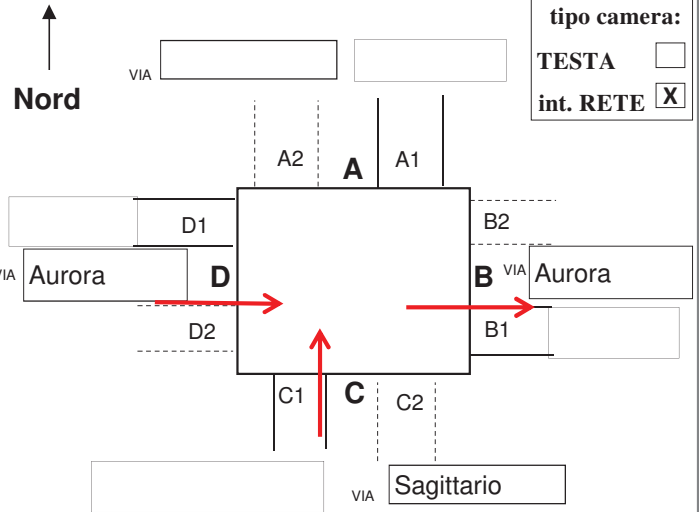 tipo camera:
TESTA
int. RETE X
Nord
VIA
A2 A A1
D1 B2
VIA Aurora D B VIA Aurora
D2 B1
C1 C C2
VIA Sagittario